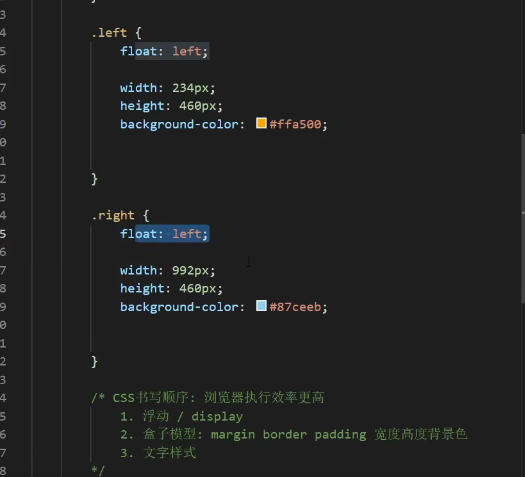 3
4 .left {
5 float: left;
6
7 width: 234px;
8 height: 460px;
9 background-color: #ffa500;
0
1
2 }
3
4 .right {
5 float: left;
6
7 width: 992px;
8 height: 460px;
9 background-color: #87ceeb;
0
1
2 }
3
4 /* CSS书写顺序: 浏览器执行效率更高
5 1. 浮动 / display
6 2. 盒子模型: margin border padding 宽度高度背景色
7 3. 文字样式
8 */